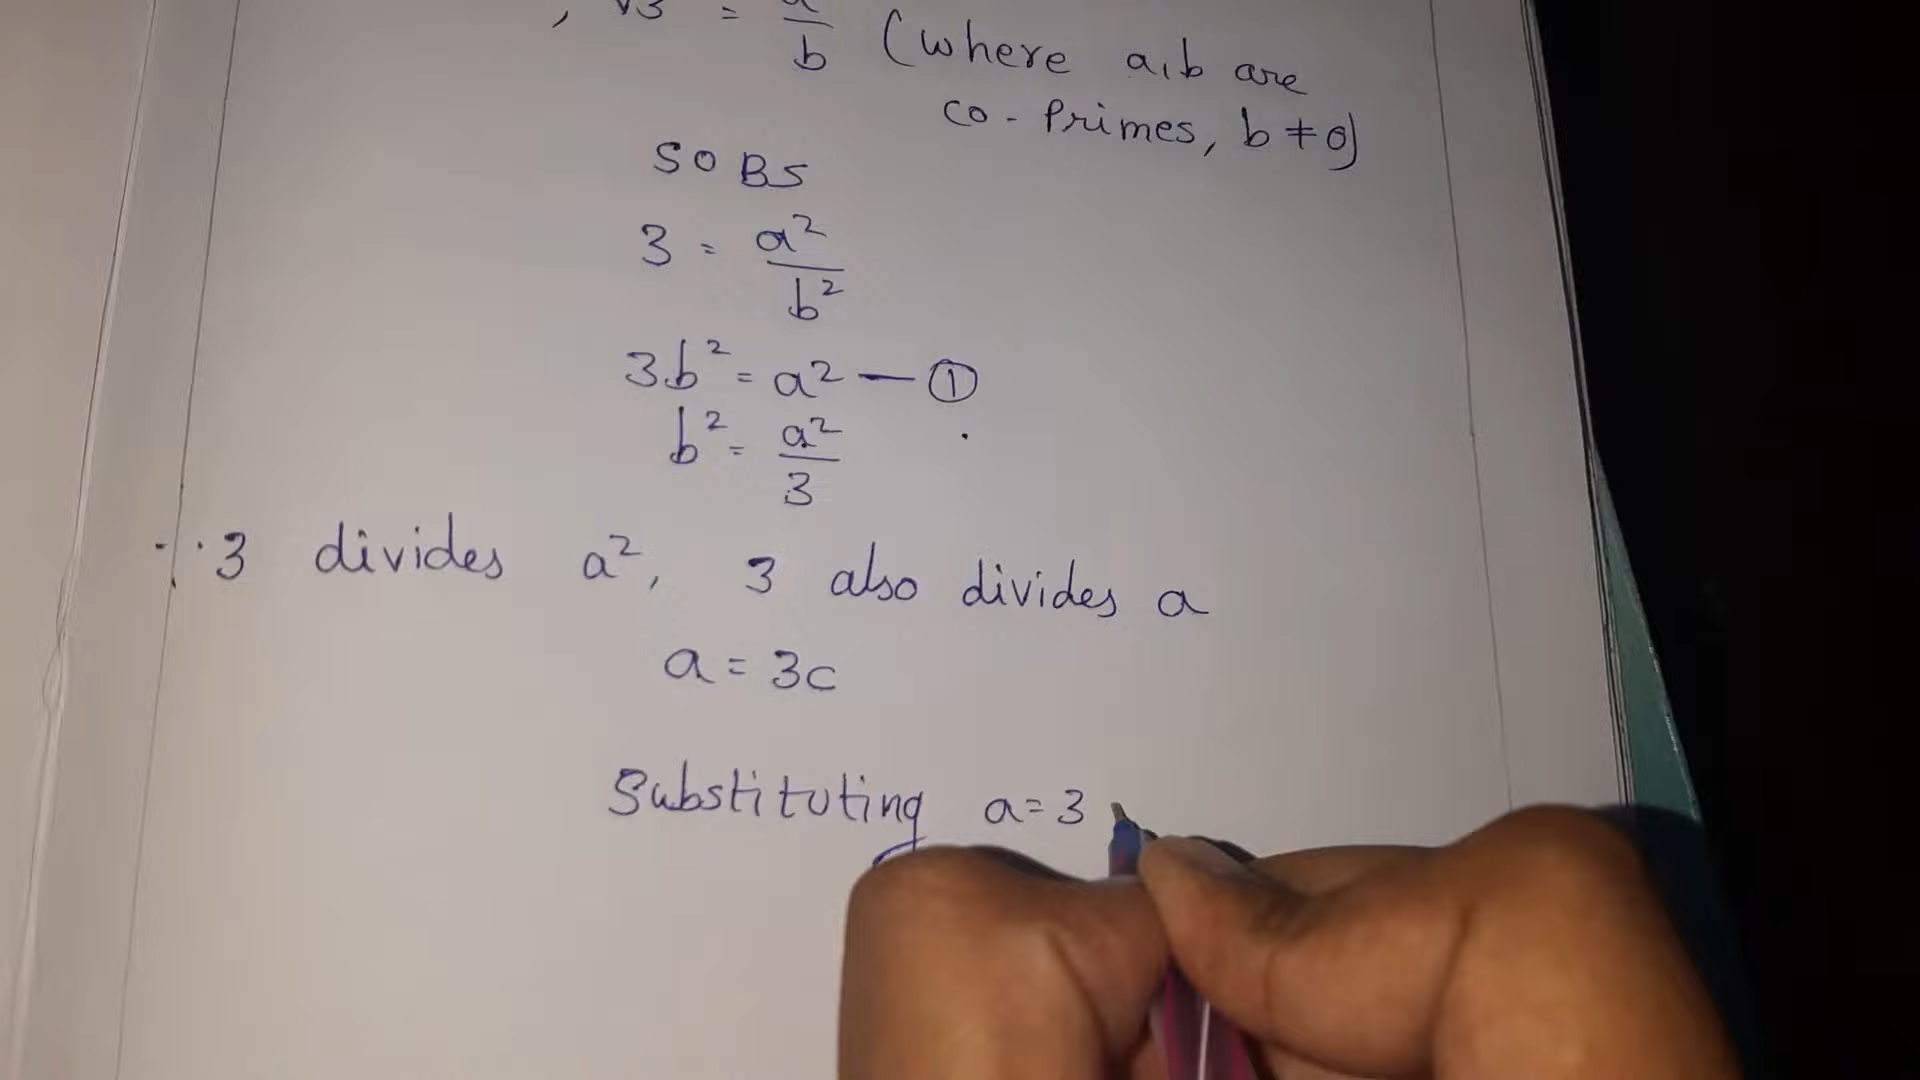 , √3 = a/b (where a,b are
co-Primes, b ≠ 0)
SOBS
3 = a²/b²
3b² = a² — ①
b² = a²/3
∵ 3 divides a², 3 also divides a
a = 3c
Substituting a=3